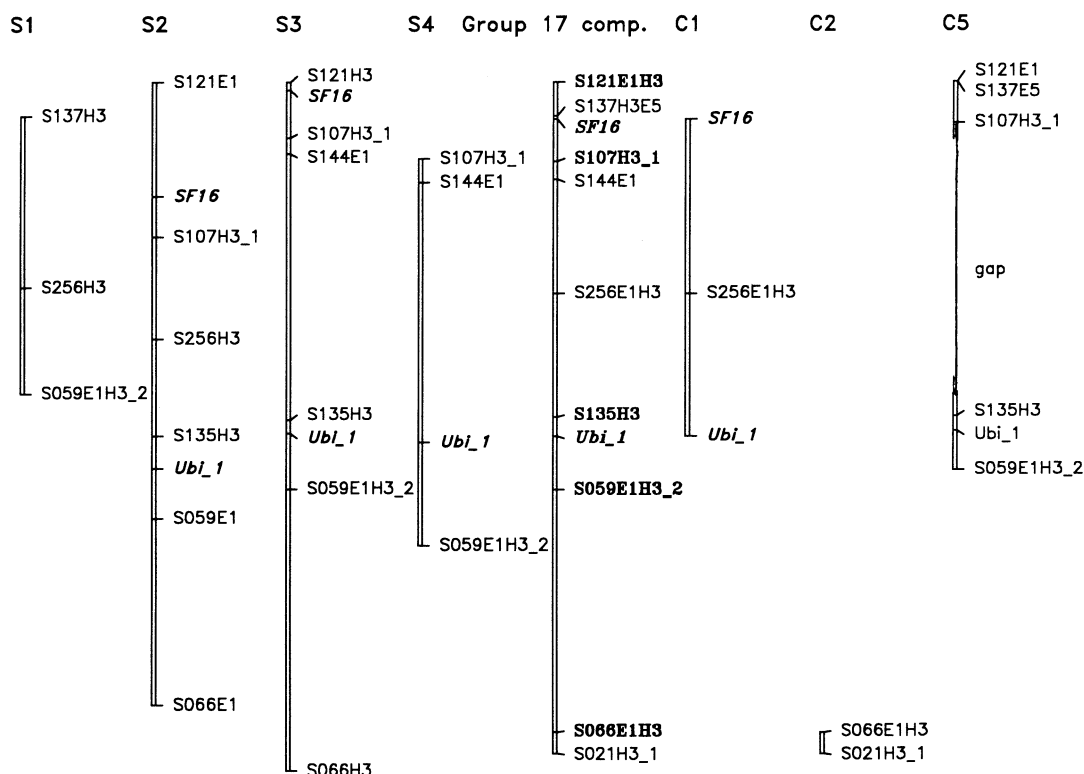 S1 S2 S3 S4 Group 17 comp. C1 C2 C5
S137H3
S256H3
S059E1H3_2
S121E1
SF16
S107H3_1
S256H3
S135H3
Ubi_1
S059E1
S066E1
S121H3
SF16
S107H3_1
S144E1
S135H3
Ubi_1
S059E1H3_2
S066H3
S107H3_1
S144E1
Ubi_1
S059E1H3_2
S121E1H3
S137H3E5
SF16
S107H3_1
S144E1
S256E1H3
S135H3
Ubi_1
S059E1H3_2
S066E1H3
S021H3_1
SF16
S256E1H3
Ubi_1
S066E1H3
S021H3_1
S121E1
S137E5
S107H3_1
gap
S135H3
Ubi_1
S059E1H3_2